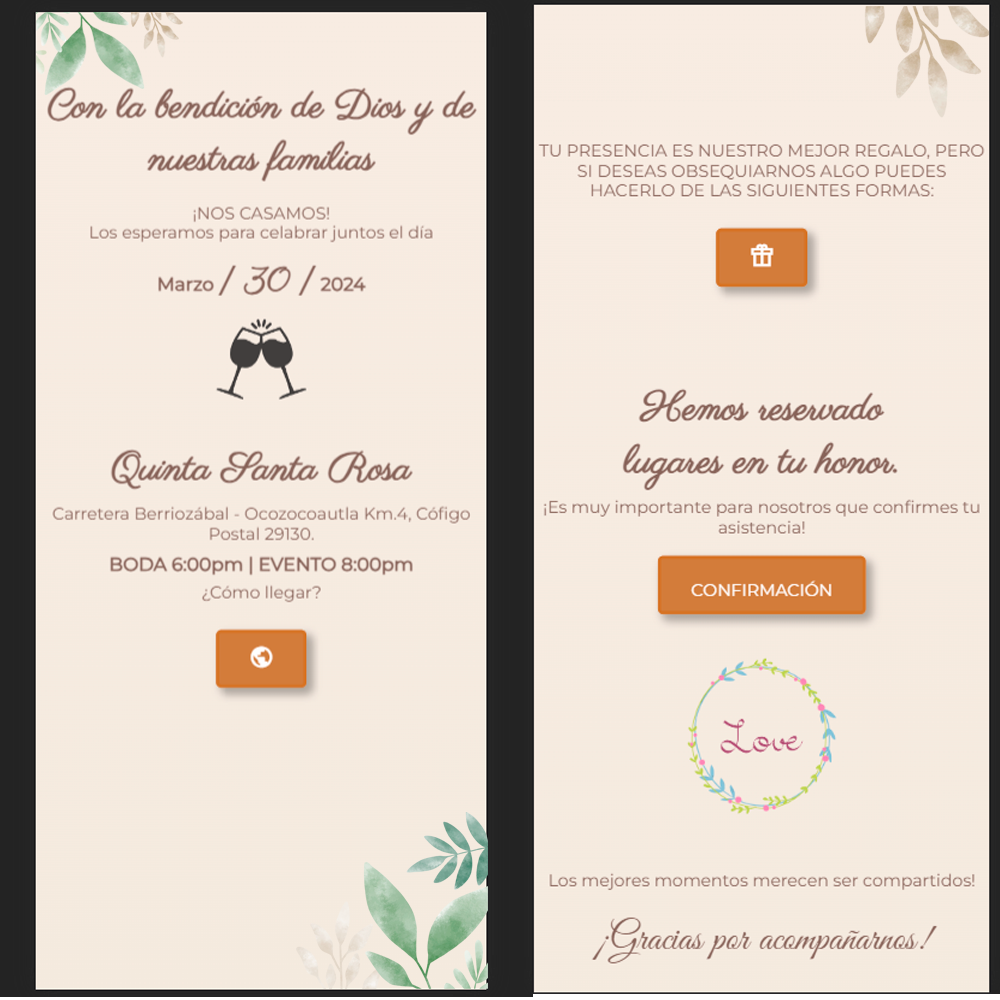 Con la bendición de Dios y de
nuestras familias
¡NOS CASAMOS!
Los esperamos para celabrar juntos el día
Marzo / 30 / 2024
Quinta Santa Rosa
Carretera Berriozábal - Ocozocoautla Km.4, Cófigo
Postal 29130.
BODA 6:00pm | EVENTO 8:00pm
¿Cómo llegar?
TU PRESENCIA ES NUESTRO MEJOR REGALO, PERO
SI DESEAS OBSEQUIARNOS ALGO PUEDES
HACERLO DE LAS SIGUIENTES FORMAS:
Hemos reservado
lugares en tu honor.
¡Es muy importante para nosotros que confirmes tu
asistencia!
CONFIRMACIÓN
Love
Los mejores momentos merecen ser compartidos!
¡Gracias por acompañarnos!